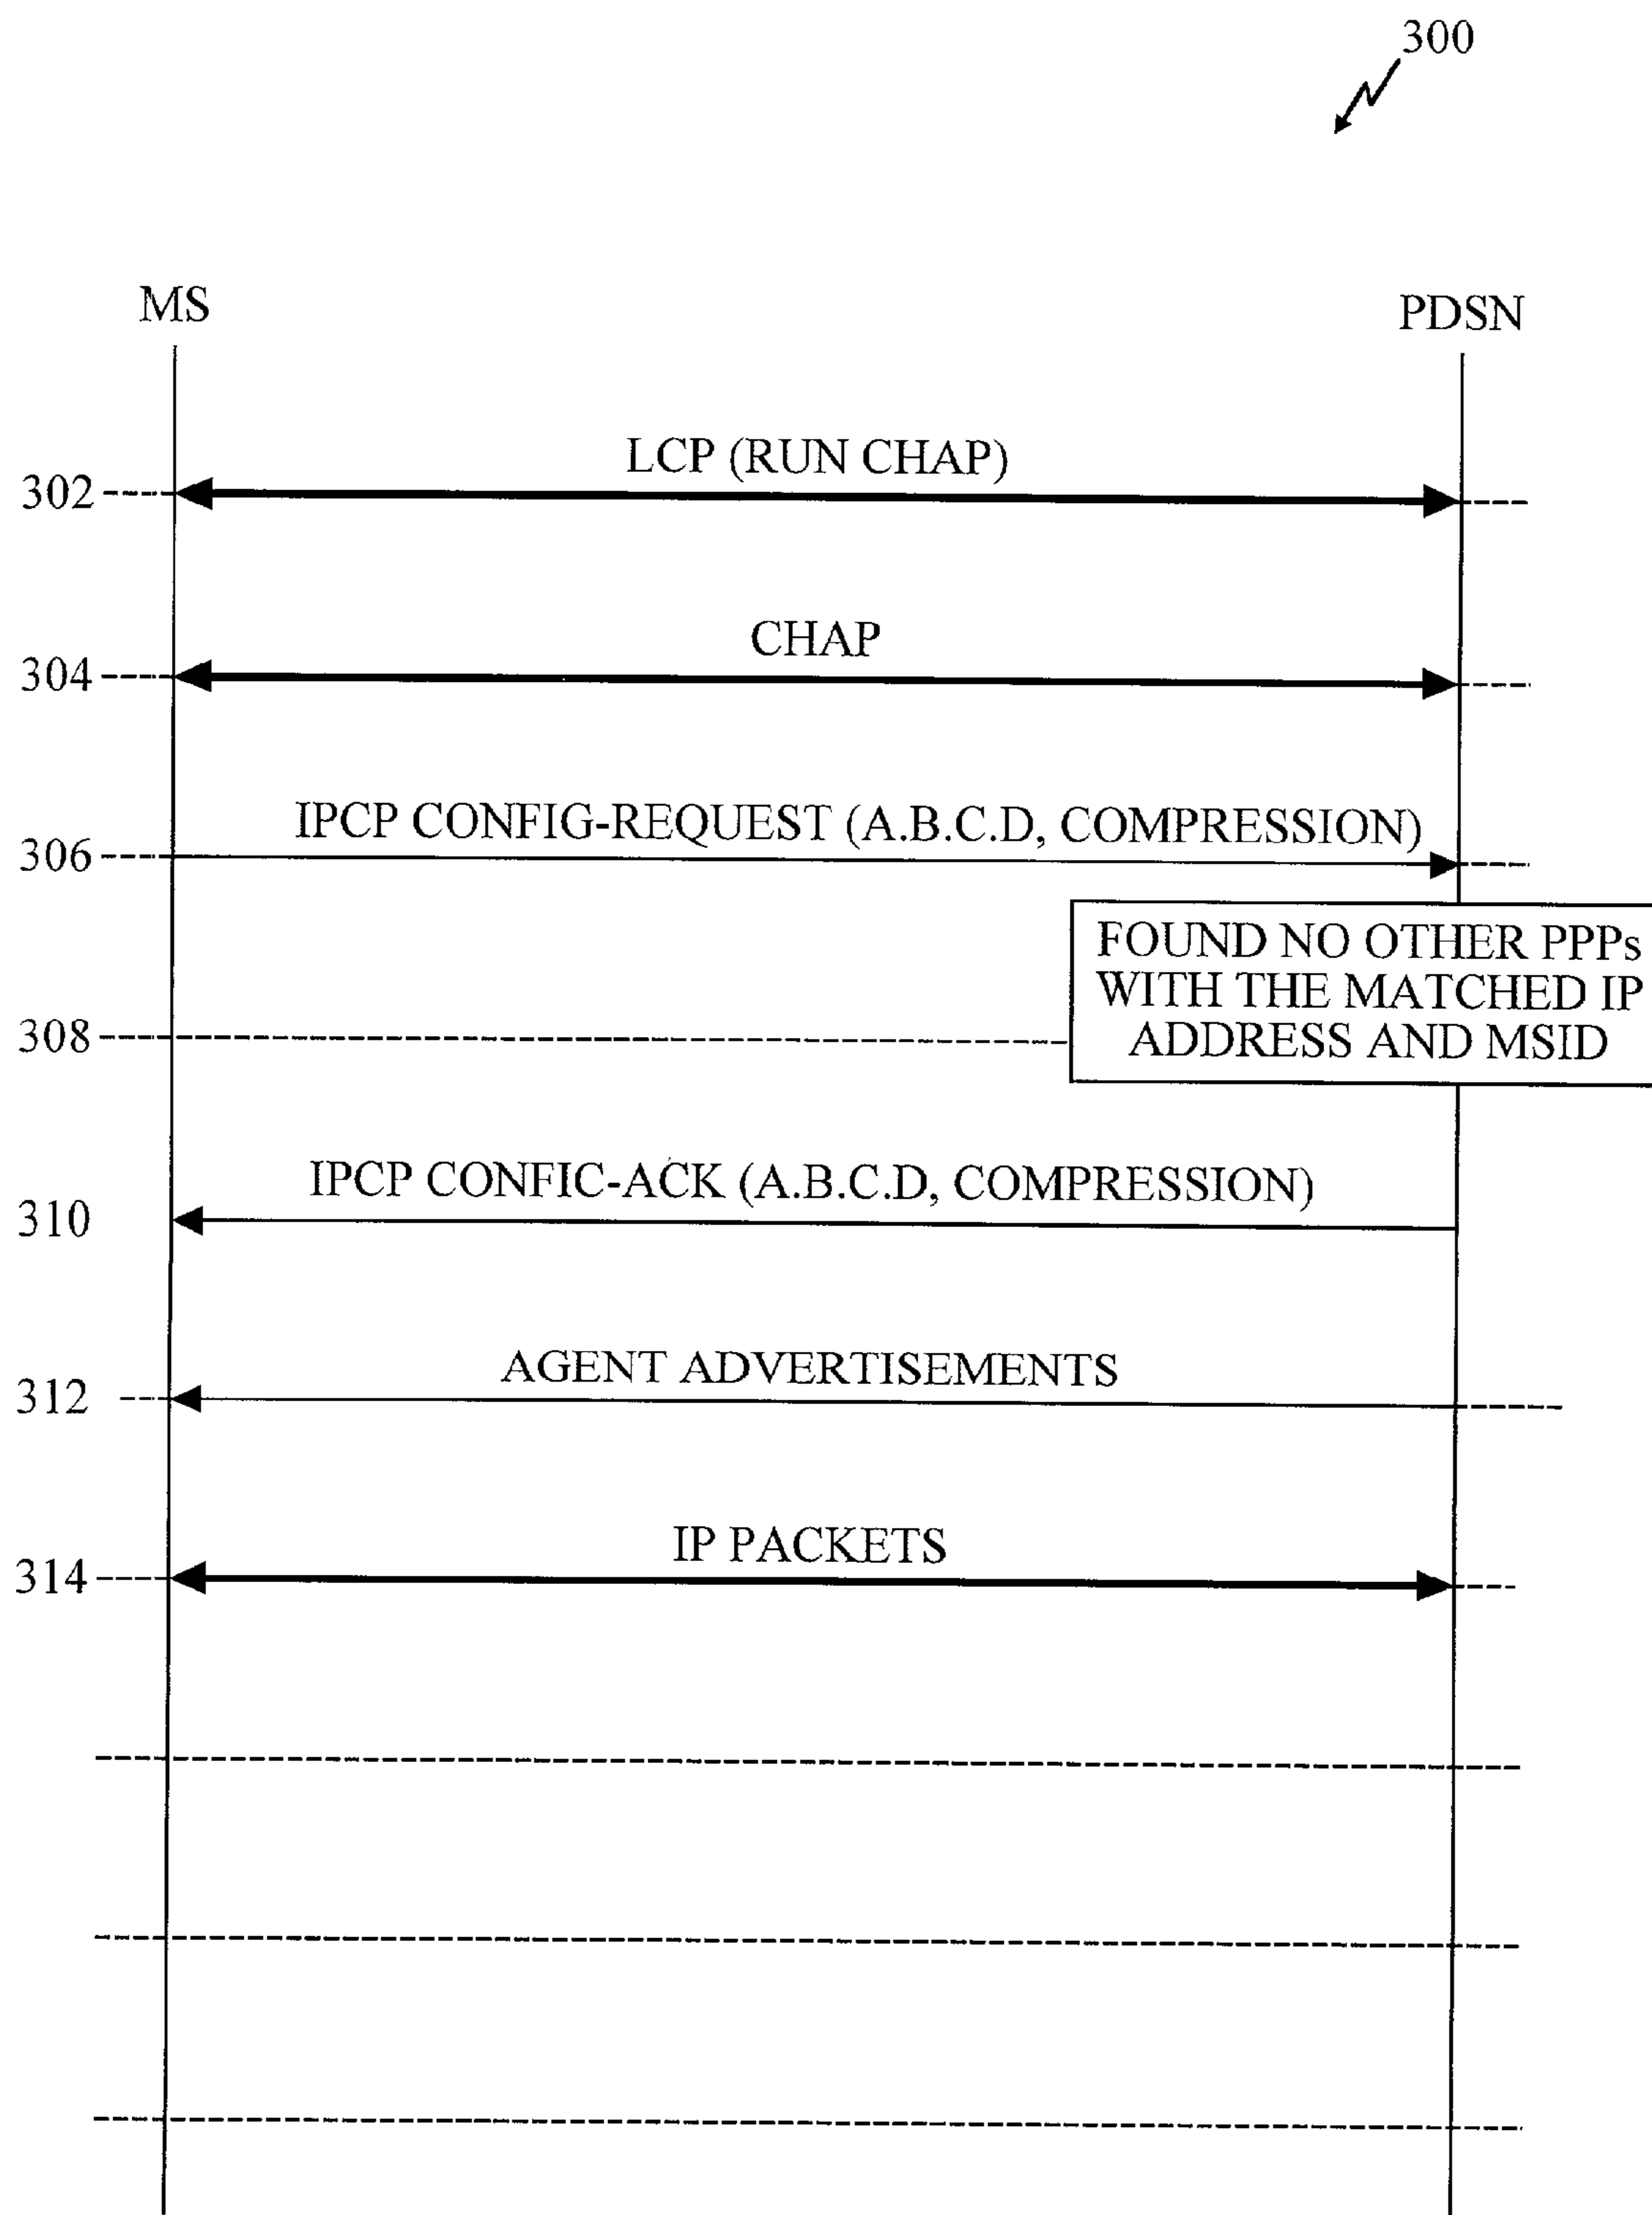 300
MS
PDSN
LCP (RUN CHAP)
302
CHAP
304
IPCP CONFIG-REQUEST (A.B.C.D, COMPRESSION)
306
FOUND NO OTHER PPPs
WITH THE MATCHED IP
ADDRESS AND MSID
308
IPCP CONFIC-ACK (A.B.C.D, COMPRESSION)
310
AGENT ADVERTISEMENTS
312
IP PACKETS
314